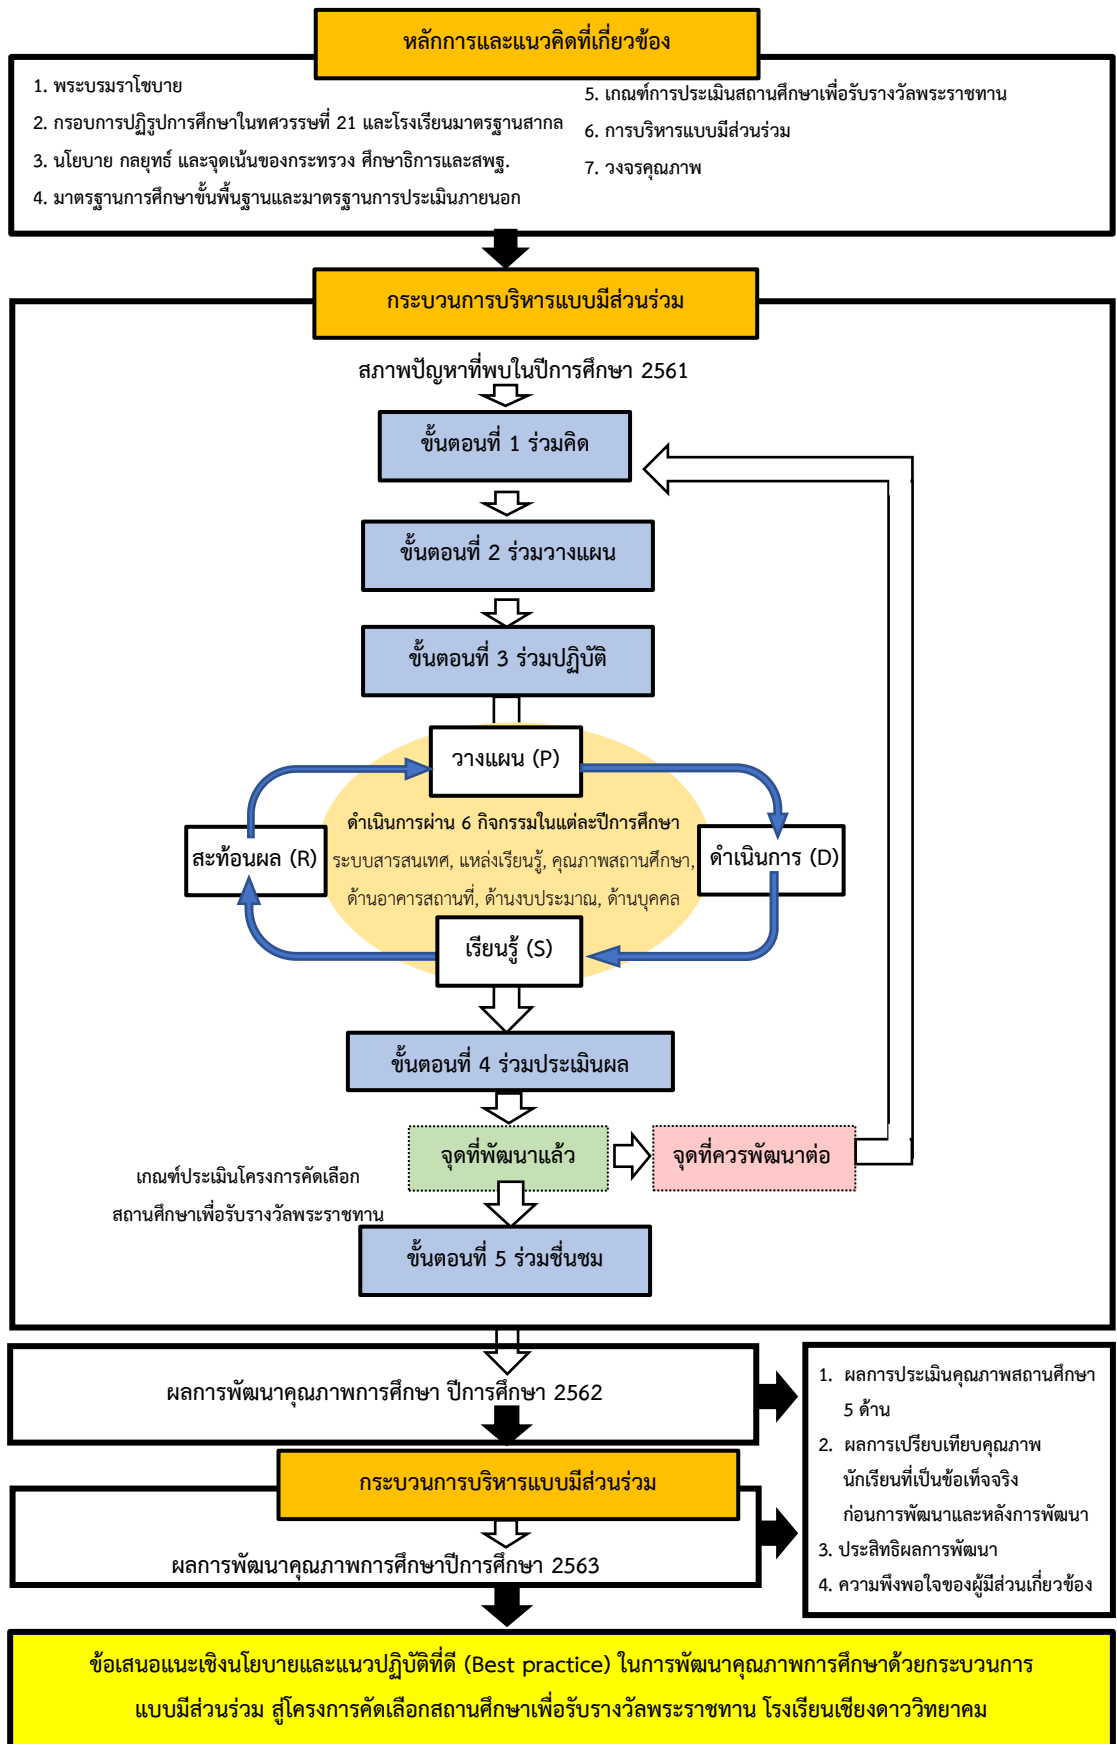 หลักการและแนวคิดที่เกี่ยวข้อง
1. พระบรมราโชบาย
2. กรอบการปฏิรูปการศึกษาในทศวรรษที่ 21 และโรงเรียนมาตรฐานสากล
3. นโยบาย กลยุทธ์ และจุดเน้นของกระทรวง ศึกษาธิการและสพฐ.
4. มาตรฐานการศึกษาขั้นพื้นฐานและมาตรฐานการประเมินภายนอก
5. เกณฑ์การประเมินสถานศึกษาเพื่อรับรางวัลพระราชทาน
6. การบริหารแบบมีส่วนร่วม
7. วงจรคุณภาพ
กระบวนการบริหารแบบมีส่วนร่วม
สภาพปัญหาที่พบในปีการศึกษา 2561
ขั้นตอนที่ 1 ร่วมคิด
ขั้นตอนที่ 2 ร่วมวางแผน
ขั้นตอนที่ 3 ร่วมปฏิบัติ
วางแผน (P)
ดำเนินการผ่าน 6 กิจกรรมในแต่ละปีการศึกษา
สะท้อนผล (R)
ระบบสารสนเทศ, แหล่งเรียนรู้, คุณภาพสถานศึกษา,
ดำเนินการ (D)
ด้านอาคารสถานที่, ด้านงบประมาณ, ด้านบุคคล
เรียนรู้ (S)
ขั้นตอนที่ 4 ร่วมประเมินผล
จุดที่พัฒนาแล้ว
จุดที่ควรพัฒนาต่อ
เกณฑ์ประเมินโครงการคัดเลือก
สถานศึกษาเพื่อรับรางวัลพระราชทาน
ขั้นตอนที่ 5 ร่วมชื่นชม
ผลการพัฒนาคุณภาพการศึกษา ปีการศึกษา 2562
กระบวนการบริหารแบบมีส่วนร่วม
ผลการพัฒนาคุณภาพการศึกษาปีการศึกษา 2563
1. ผลการประเมินคุณภาพสถานศึกษา
5 ด้าน
2. ผลการเปรียบเทียบคุณภาพ
นักเรียนที่เป็นข้อเท็จจริง
ก่อนการพัฒนาและหลังการพัฒนา
3. ประสิทธิผลการพัฒนา
4. ความพึงพอใจของผู้มีส่วนเกี่ยวข้อง
ข้อเสนอแนะเชิงนโยบายและแนวปฏิบัติที่ดี (Best practice) ในการพัฒนาคุณภาพการศึกษาด้วยกระบวนการ
แบบมีส่วนร่วม สู่โครงการคัดเลือกสถานศึกษาเพื่อรับรางวัลพระราชทาน โรงเรียนเชียงดาววิทยาคม